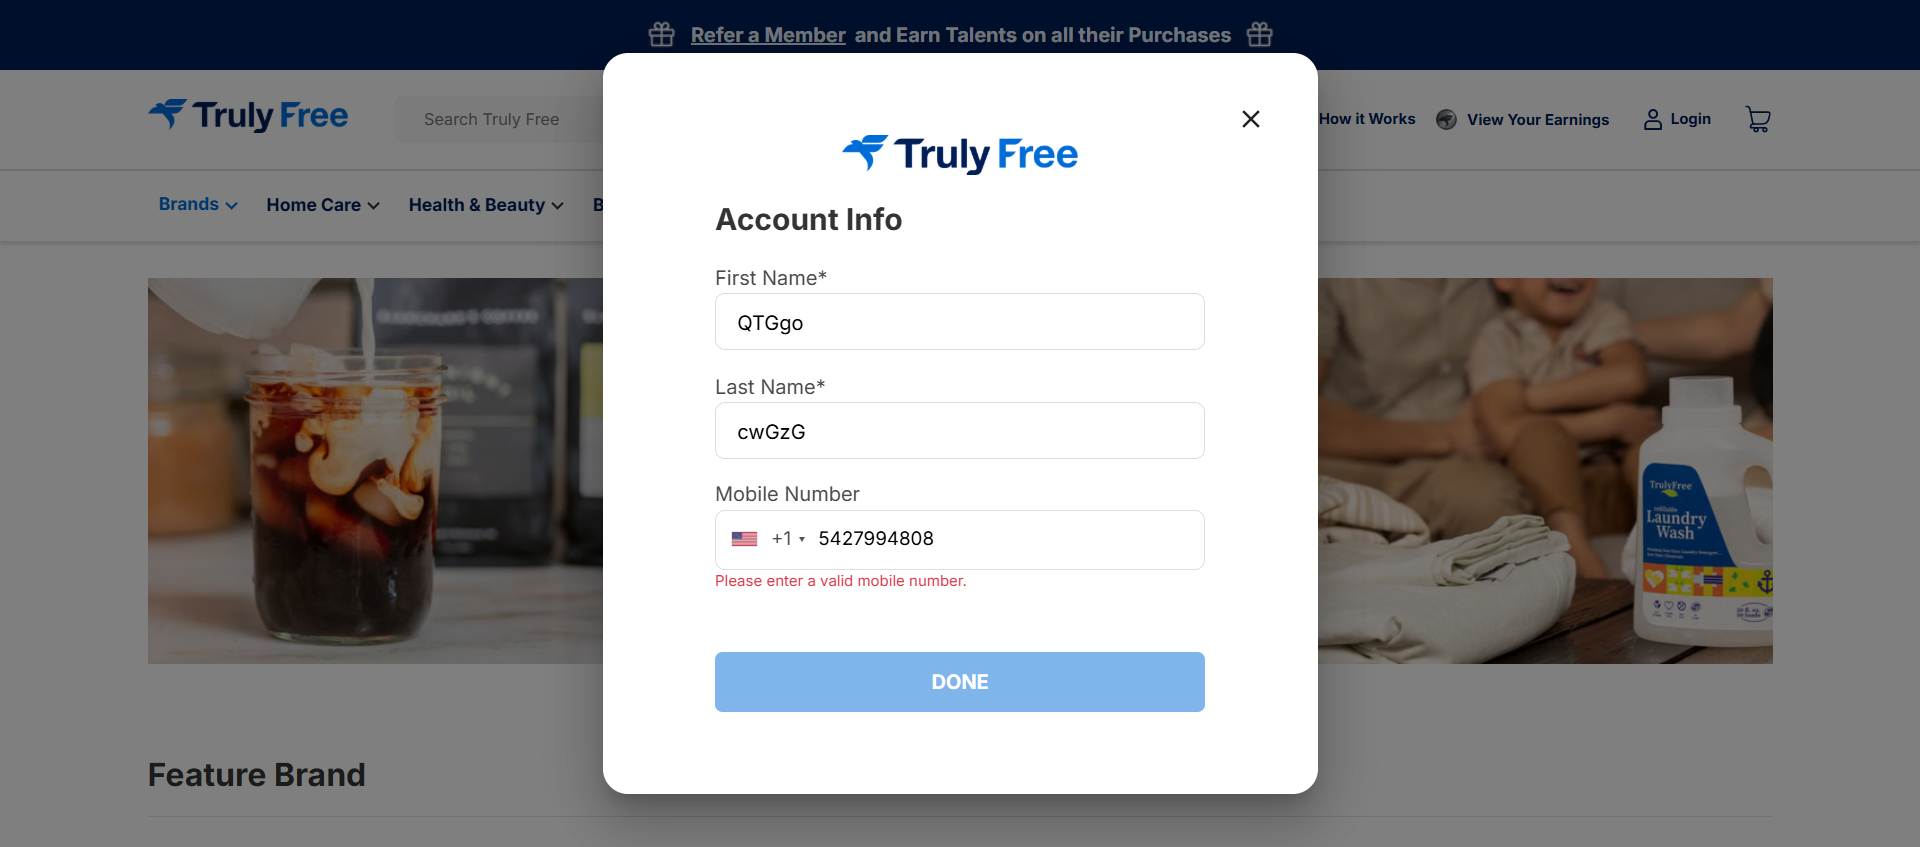 Refer a Member and Earn Talents on all their Purchases
Truly Free
Search Truly Free
How it Works
View Your Earnings
Login
Brands
Home Care
Health & Beauty
B
Truly Free
Account Info
First Name*
QTGgo
Last Name*
cwGzG
Mobile Number
+1 5427994808
Please enter a valid mobile number.
DONE
TrulyFree
refillable
Laundry
Wash
Feature Brand